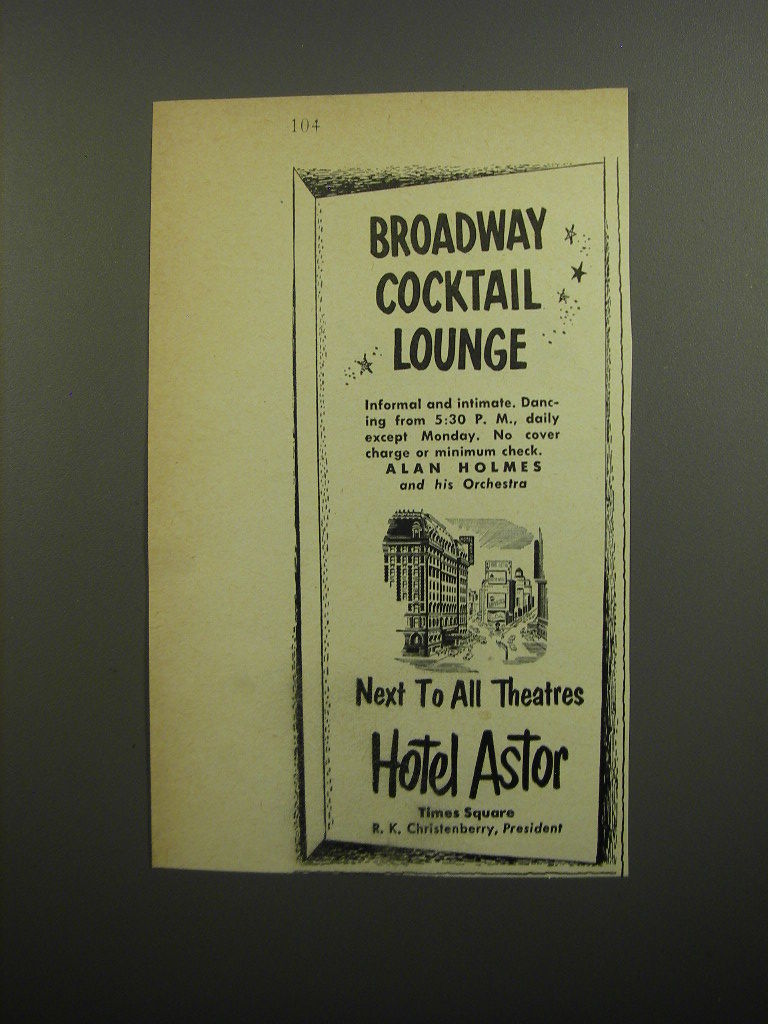 104
BROADWAY
COCKTAIL
LOUNGE
Informal and intimate. Danc-
ing from 5:30 P. M., daily
except Monday. No cover
charge or minimum check.
ALAN HOLMES
and his Orchestra
Next To All Theatres
Hotel Astor
Times Square
R. K. Christenberry, President